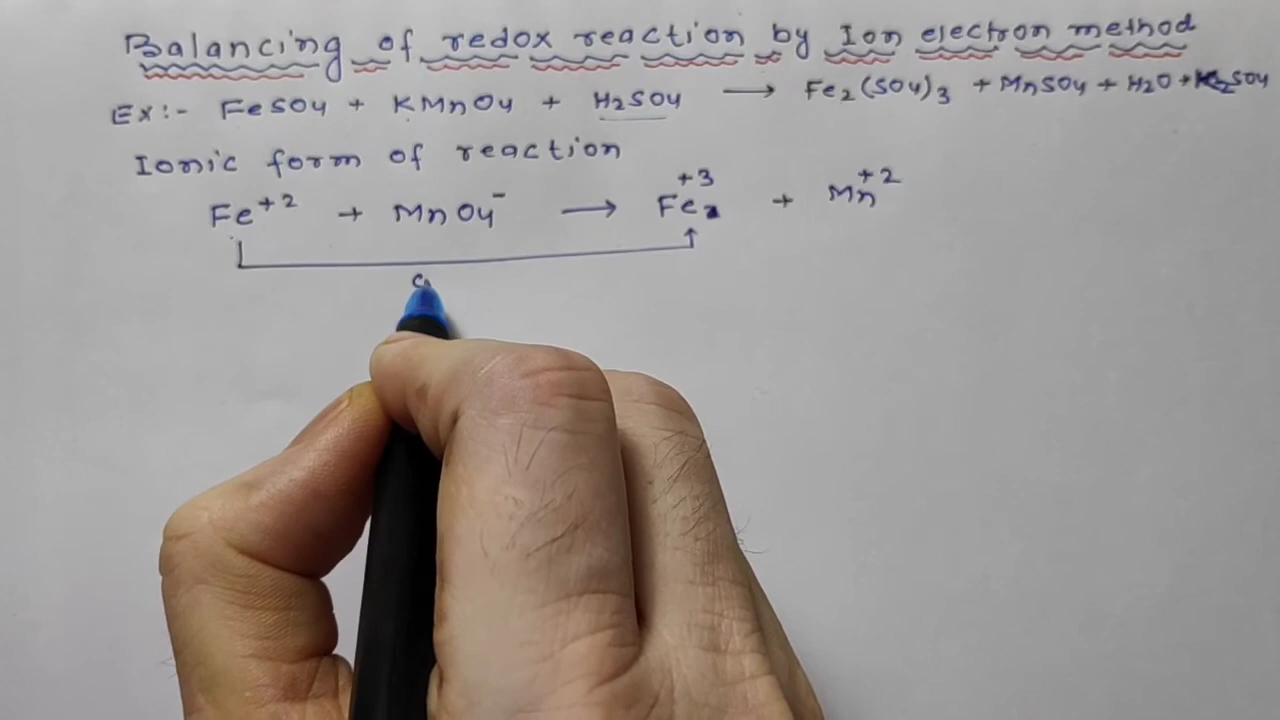 Balancing of redox reaction by Ion electron method
Ex:- FeSO4 + KMnO4 + H2SO4 → Fe2(SO4)3 + MnSO4 + H2O + K2SO4
Ionic form of reaction
Fe+2 + MnO4- → Fe+3 + Mn+2